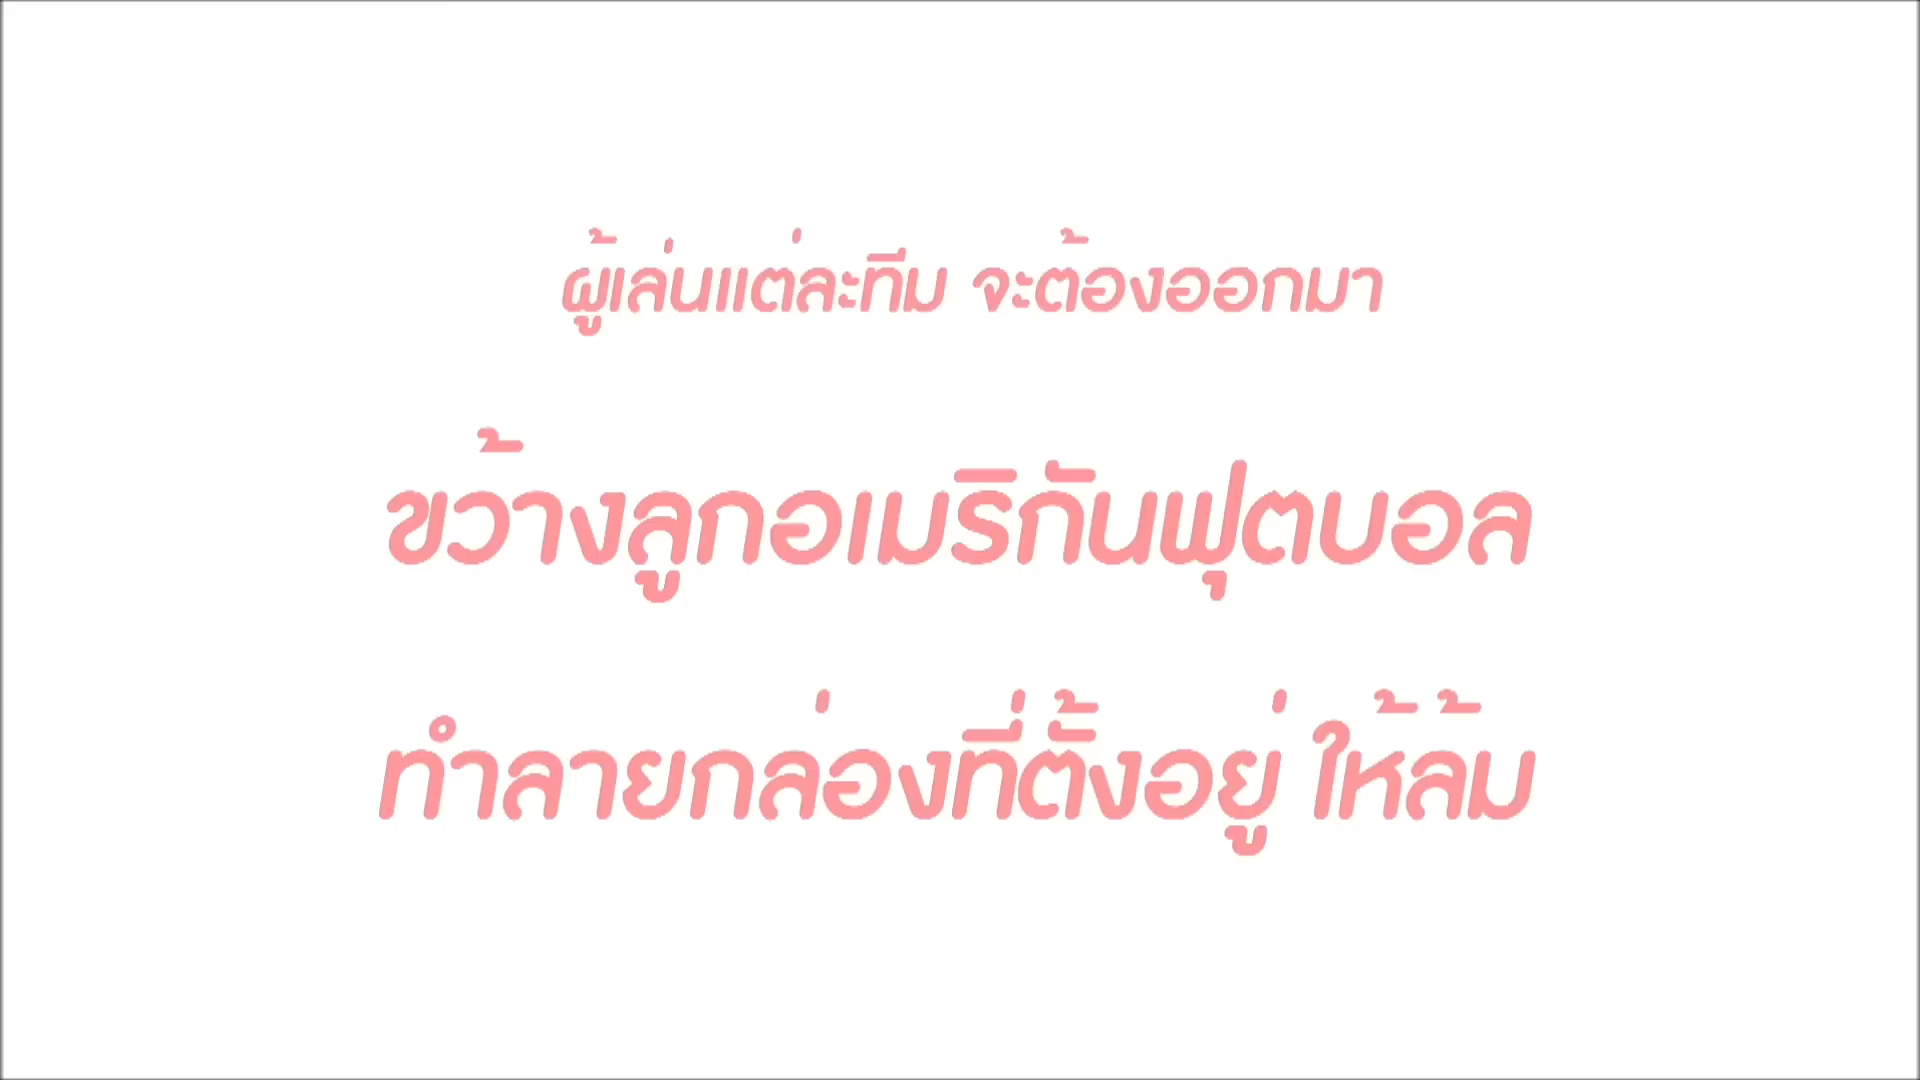 ผู้เล่นแต่ละทีม จะต้องออกมา
ขว้างลูกอเมริกันฟุตบอล
ทำลายกล่องที่ตั้งอยู่ ให้ล้ม